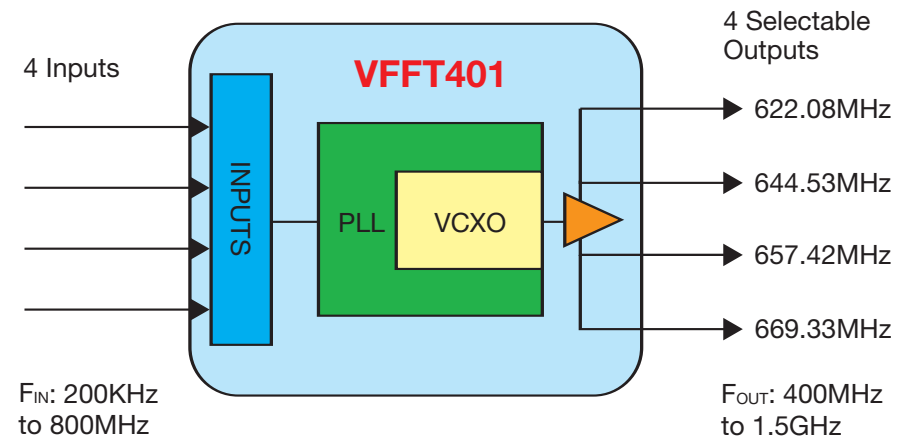 4 Inputs
VFFT401
4 Selectable
Outputs
INPUTS
PLL
VCXO
622.08MHz
644.53MHz
657.42MHz
669.33MHz
FIN: 200KHz
to 800MHz
FOUT: 400MHz
to 1.5GHz